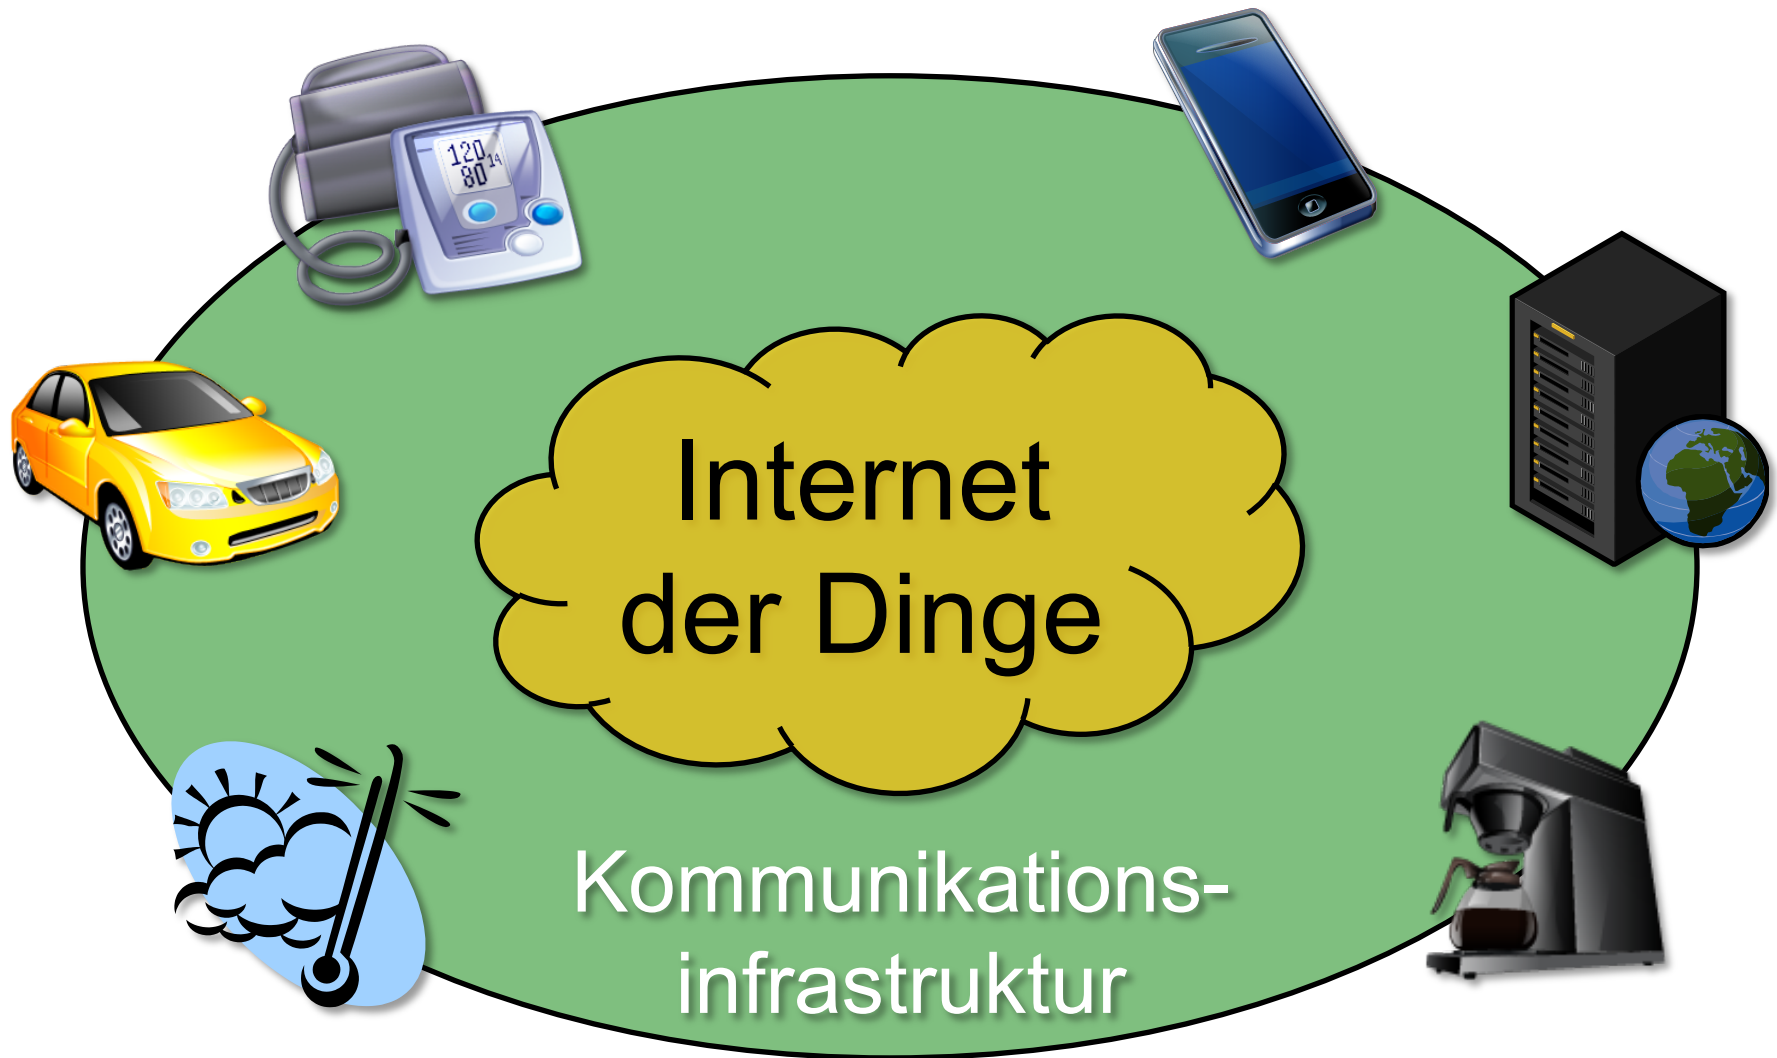 120 14
80
Internet
der Dinge
Kommunikations-
infrastruktur